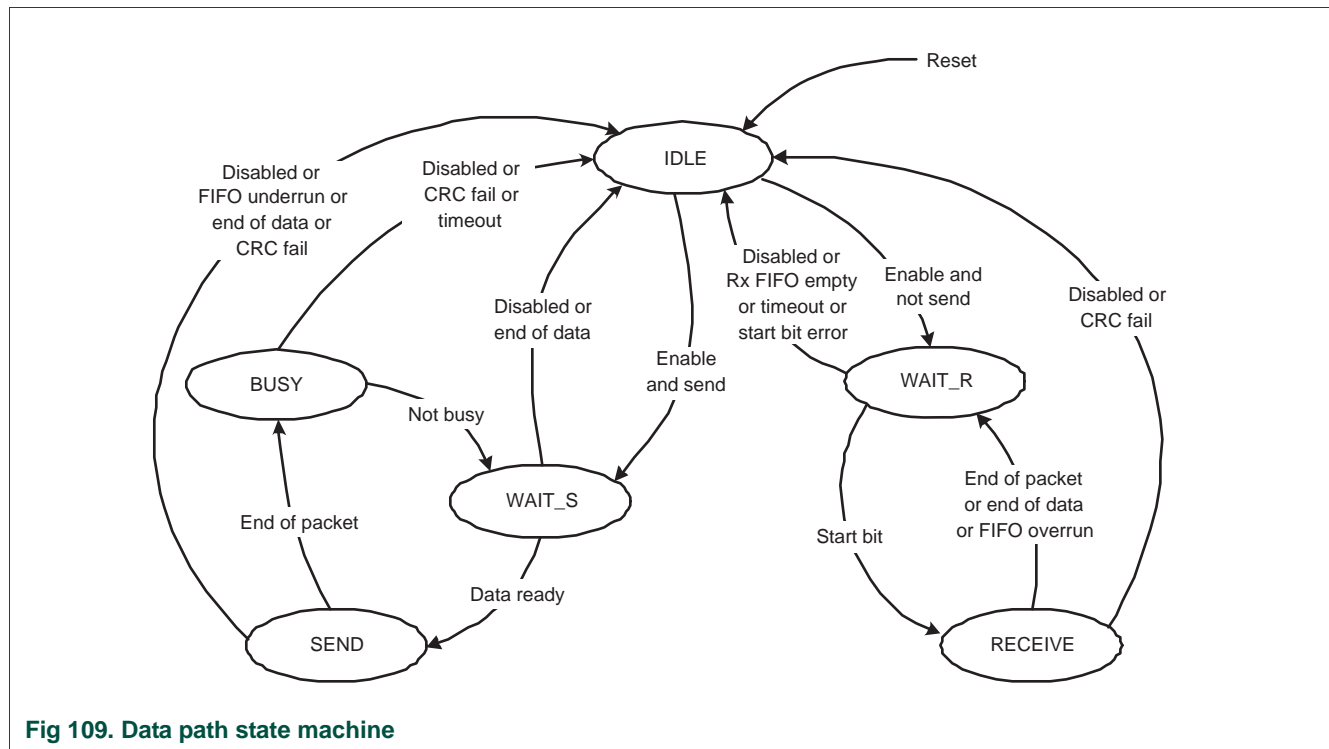 Reset
IDLE
Disabled or
FIFO underrun or
end of data or
CRC fail
Disabled or
CRC fail or
timeout
Disabled or
end of data
Enable
and send
Disabled or
Rx FIFO empty
or timeout or
start bit error
Enable and
not send
Disabled or
CRC fail
BUSY
WAIT_R
Not busy
WAIT_S
End of packet
Start bit
End of packet
or end of data
or FIFO overrun
Data ready
SEND
RECEIVE
Fig 109. Data path state machine